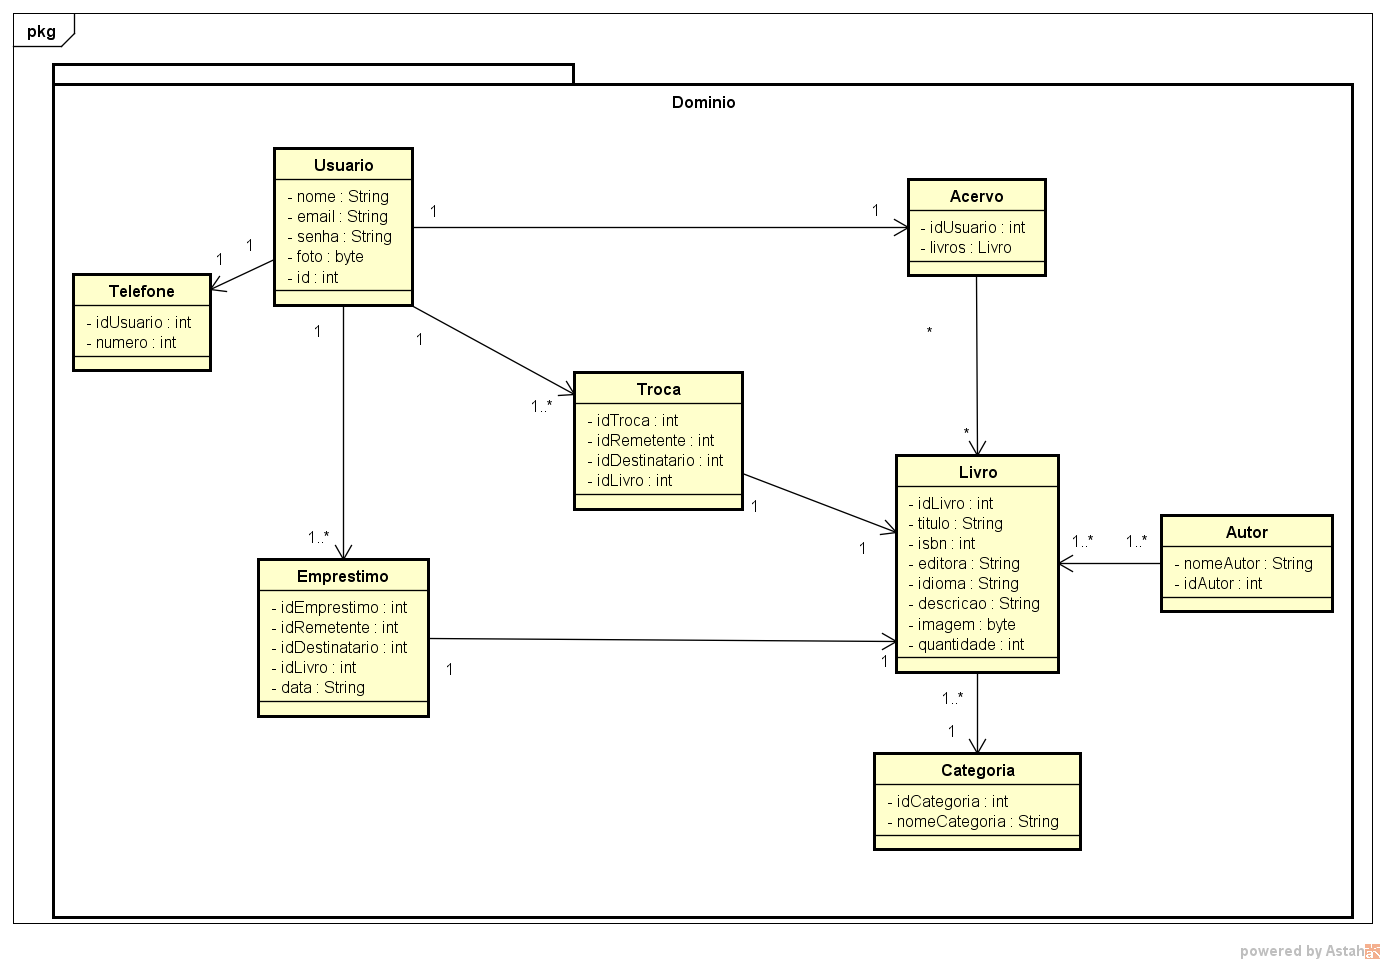 pkg
Dominio
Usuario
- nome : String
- email : String
- senha : String
- foto : byte
- id : int
1
1
Acervo
- idUsuario : int
- livros : Livro
1
1
Telefone
- idUsuario : int
- numero : int
1
1
1..*
*
*
Troca
- idTroca : int
- idRemetente : int
- idDestinatario : int
- idLivro : int
1
1
1..*
Emprestimo
- idEmprestimo : int
- idRemetente : int
- idDestinatario : int
- idLivro : int
- data : String
1
1
Livro
- idLivro : int
- titulo : String
- isbn : int
- editora : String
- idioma : String
- descricao : String
- imagem : byte
- quantidade : int
1..*
1..*
Autor
- nomeAutor : String
- idAutor : int
1..*
1
Categoria
- idCategoria : int
- nomeCategoria : String
powered by Astah